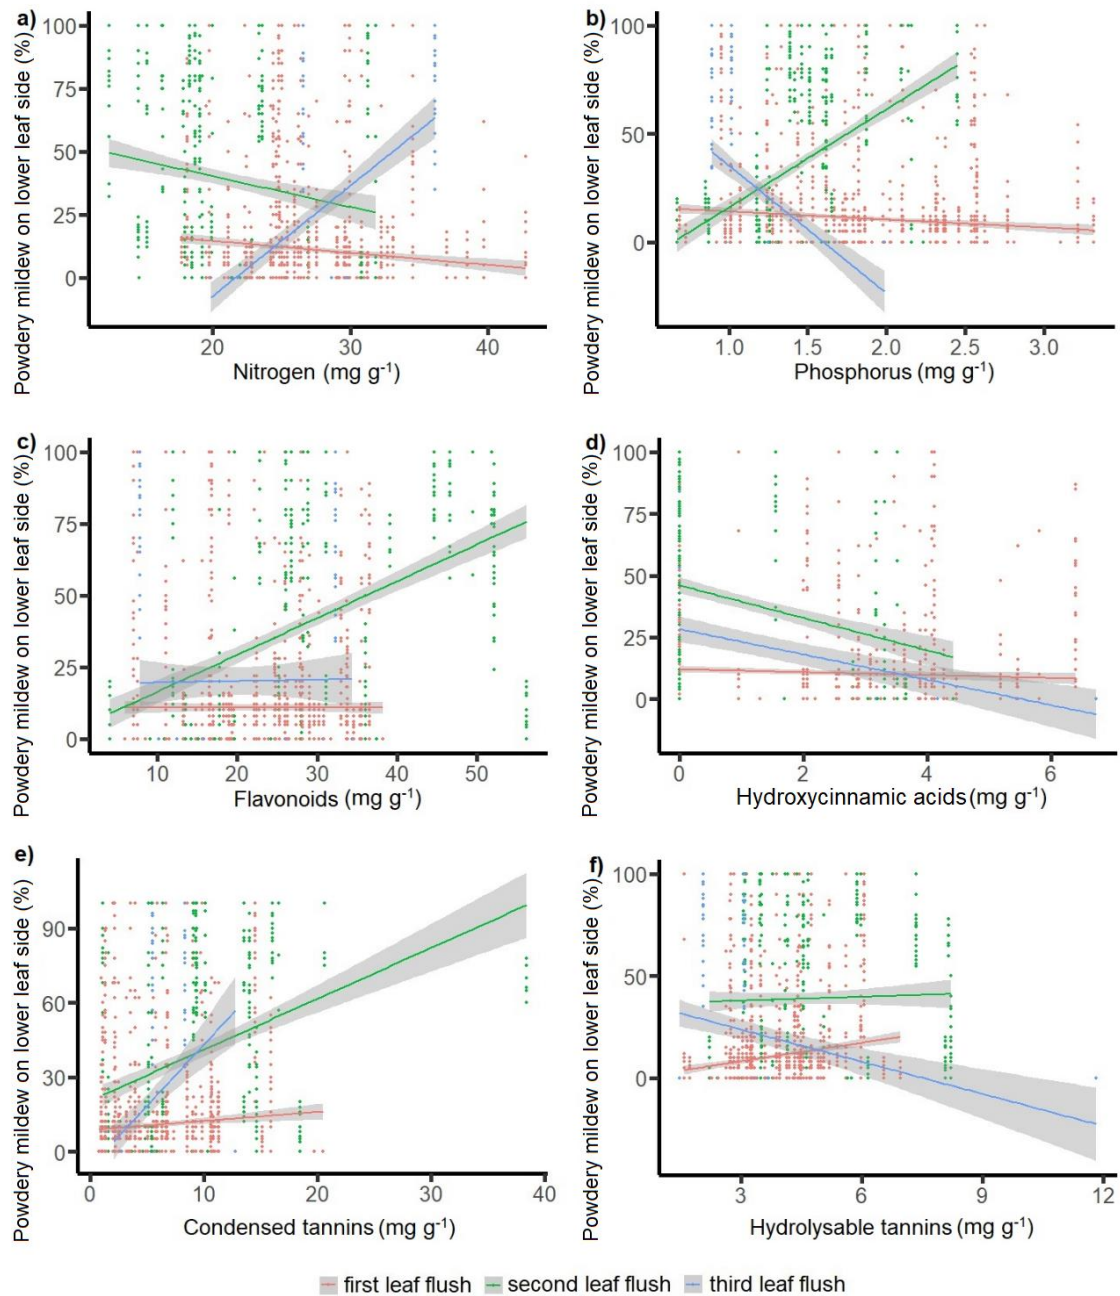 a)
Powdery mildew on lower leaf side (%)
100
75
50
25
0
20 30 40
Nitrogen (mg g⁻¹)
b)
Powdery mildew on lower leaf side (%)
100
50
0
1.0 1.5 2.0 2.5 3.0
Phosphorus (mg g⁻¹)
c)
Powdery mildew on lower leaf side (%)
100
75
50
25
0
10 20 30 40 50
Flavonoids (mg g⁻¹)
d)
Powdery mildew on lower leaf side (%)
100
75
50
25
0
0 2 4 6
Hydroxycinnamic acids (mg g⁻¹)
e)
Powdery mildew on lower leaf side (%)
90
60
30
0
0 10 20 30 40
Condensed tannins (mg g⁻¹)
f)
Powdery mildew on lower leaf side (%)
100
50
0
3 6 9 12
Hydrolysable tannins (mg g⁻¹)
first leaf flush second leaf flush third leaf flush